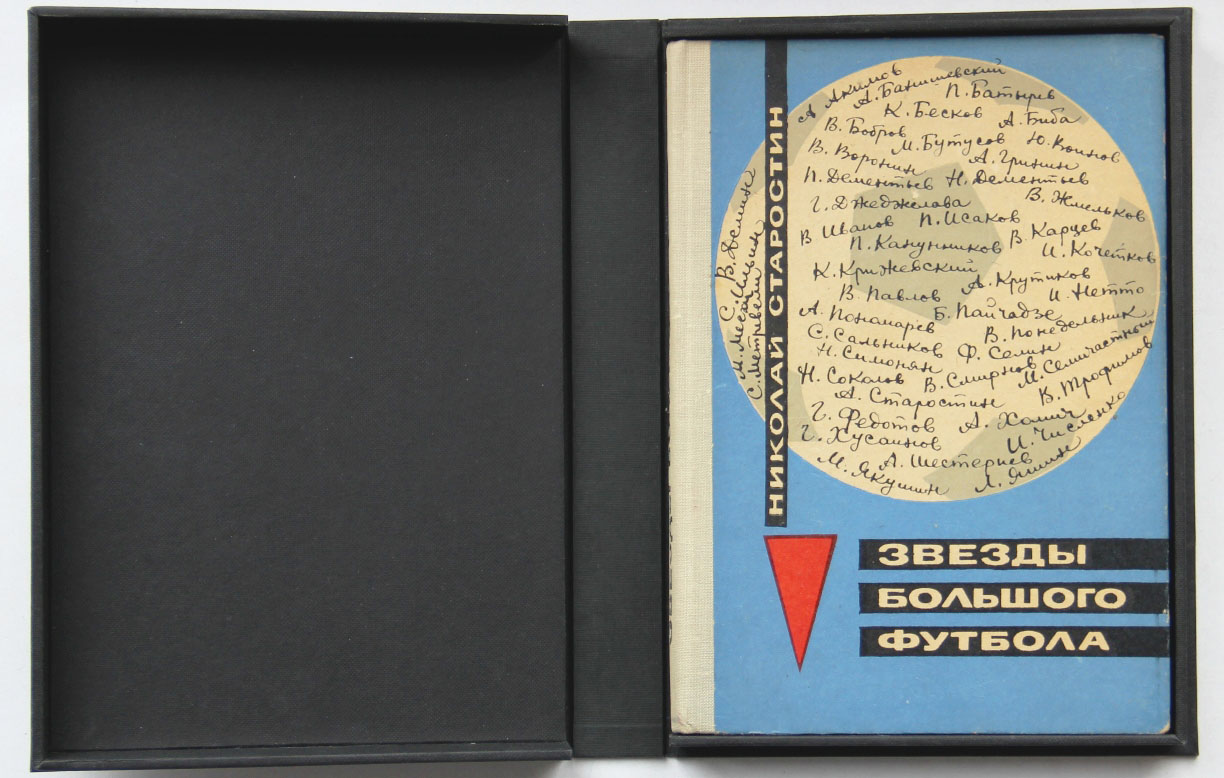 НИКОЛАЙ СТАРОСТИН
А. Акимов
А. Банишевский
П. Батырев
К. Бесков
А. Биба
В. Бобров
М. Бутусов
Ю. Войнов
В. Воронин
А. Гринин
П. Дементьев
Н. Дементьев
Г. Джеджелава
В. Жмельков
В. Иванов
П. Исаков
В. Карцев
П. Канунников
И. Кочетков
К. Крижевский
А. Крутиков
В. Павлов
И. Нетто
А. Пономарев
Б. Пайчадзе
В. Понедельник
С. Сальников
Ф. Селин
М. Семичастный
Н. Симонян
Н. Соколов
В. Смирнов
В. Трофимов
А. Старостин
Г. Федотов
А. Хомич
И. Численко
Г. Хусаинов
А. Шестернев
М. Якушин
Л. Яшин
В. Демин
С. Ильин
М. Месхи
С. Метревели
ЗВЕЗДЫ
БОЛЬШОГО
ФУТБОЛА